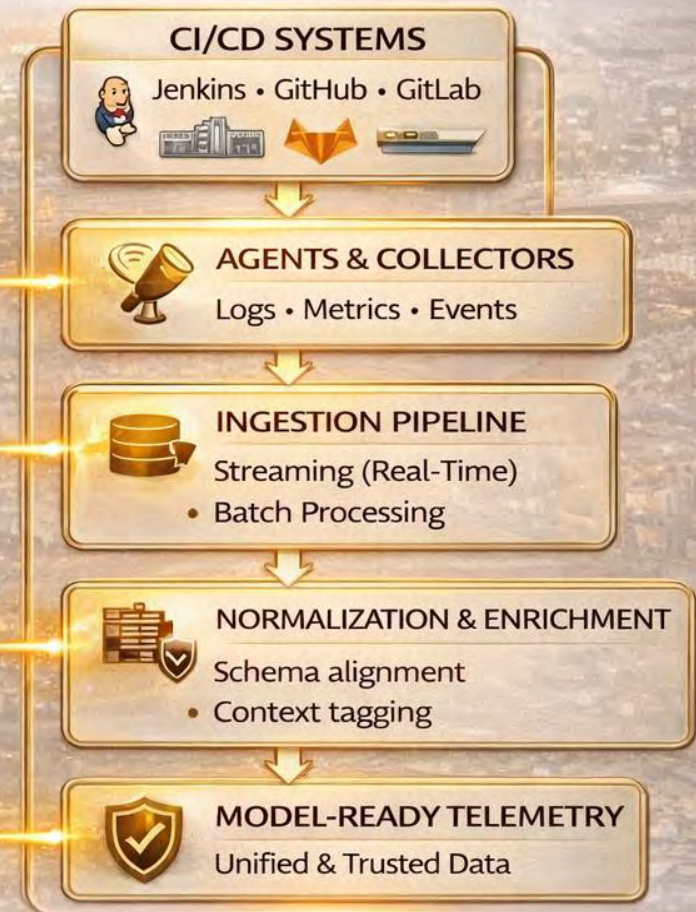 CI/CD SYSTEMS
Jenkins • GitHub • GitLab
AGENTS & COLLECTORS
Logs • Metrics • Events
INGESTION PIPELINE
Streaming (Real-Time)
• Batch Processing
NORMALIZATION & ENRICHMENT
Schema alignment
• Context tagging
MODEL-READY TELEMETRY
Unified & Trusted Data